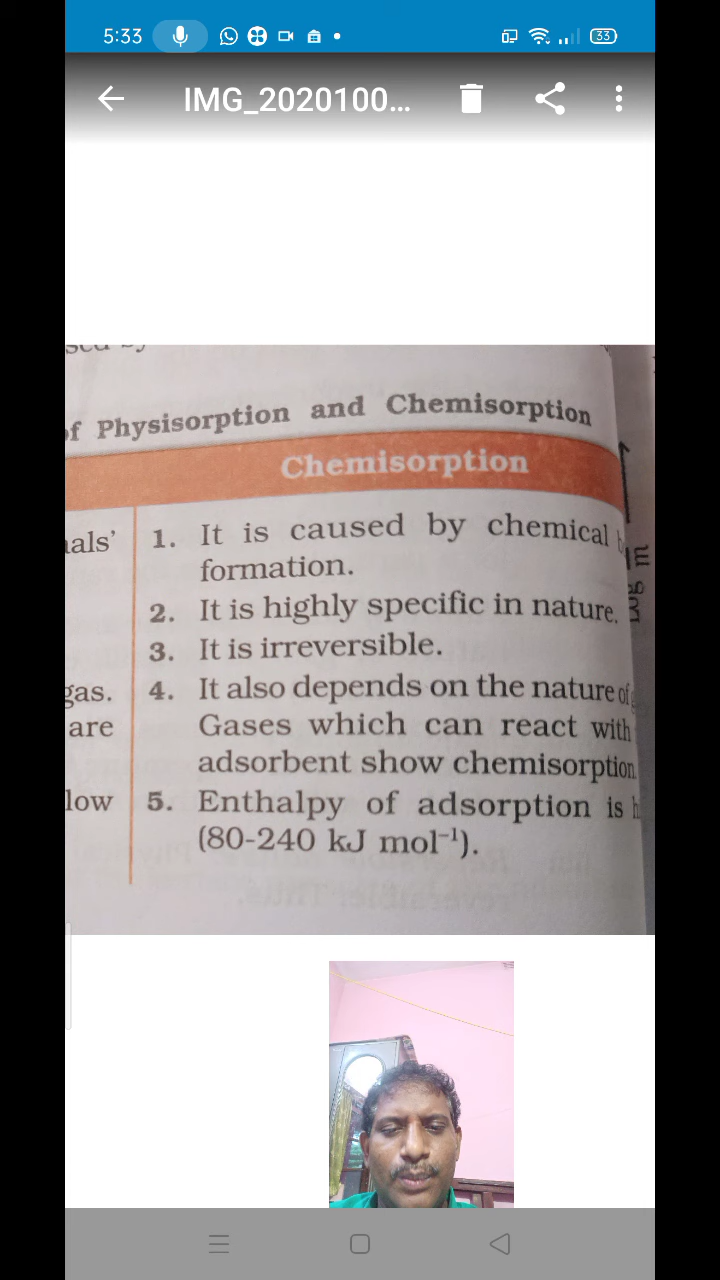 5:33
33
IMG_2020100...
of Physisorption and Chemisorption
Chemisorption
1. It is caused by chemical
formation.
2. It is highly specific in nature.
3. It is irreversible.
gas. 4. It also depends on the nature of
are Gases which can react with
adsorbent show chemisorption
low 5. Enthalpy of adsorption is
(80-240 kJ mol⁻¹).